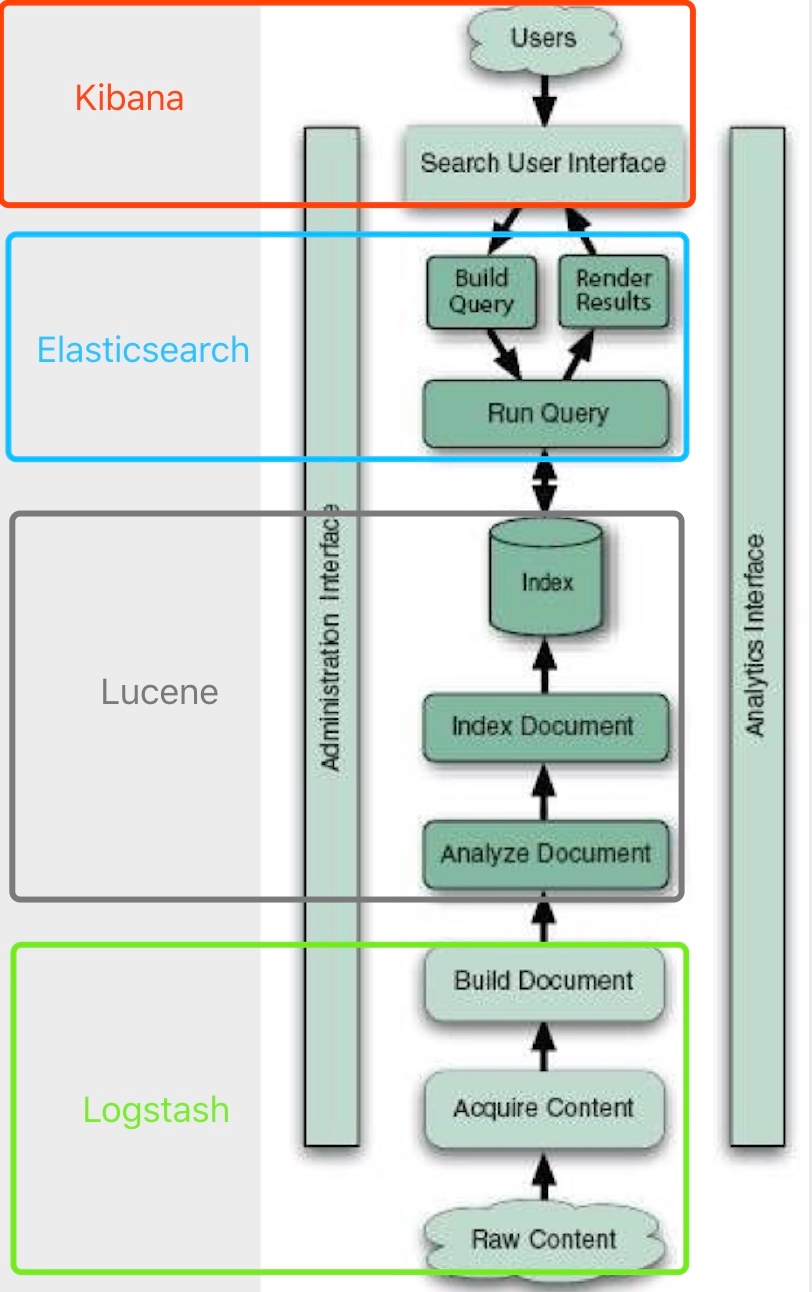 Users
Kibana
Search User Interface
Build
Query
Render
Results
Elasticsearch
Run Query
Administration Interface
Analytics Interface
Index
Lucene
Index Document
Analyze Document
Build Document
Logstash
Acquire Content
Raw Content